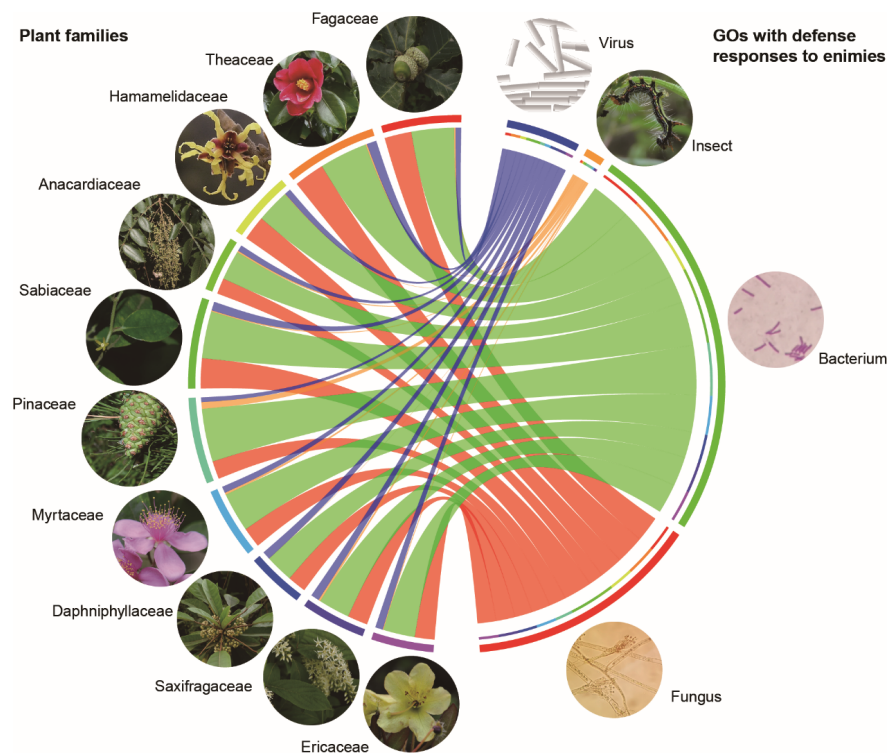 Plant families
GOs with defense
responses to enimies
Fagaceae
Theaceae
Hamamelidaceae
Anacardiaceae
Sabiaceae
Pinaceae
Myrtaceae
Daphniphyllaceae
Saxifragaceae
Ericaceae
Virus
Insect
Bacterium
Fungus